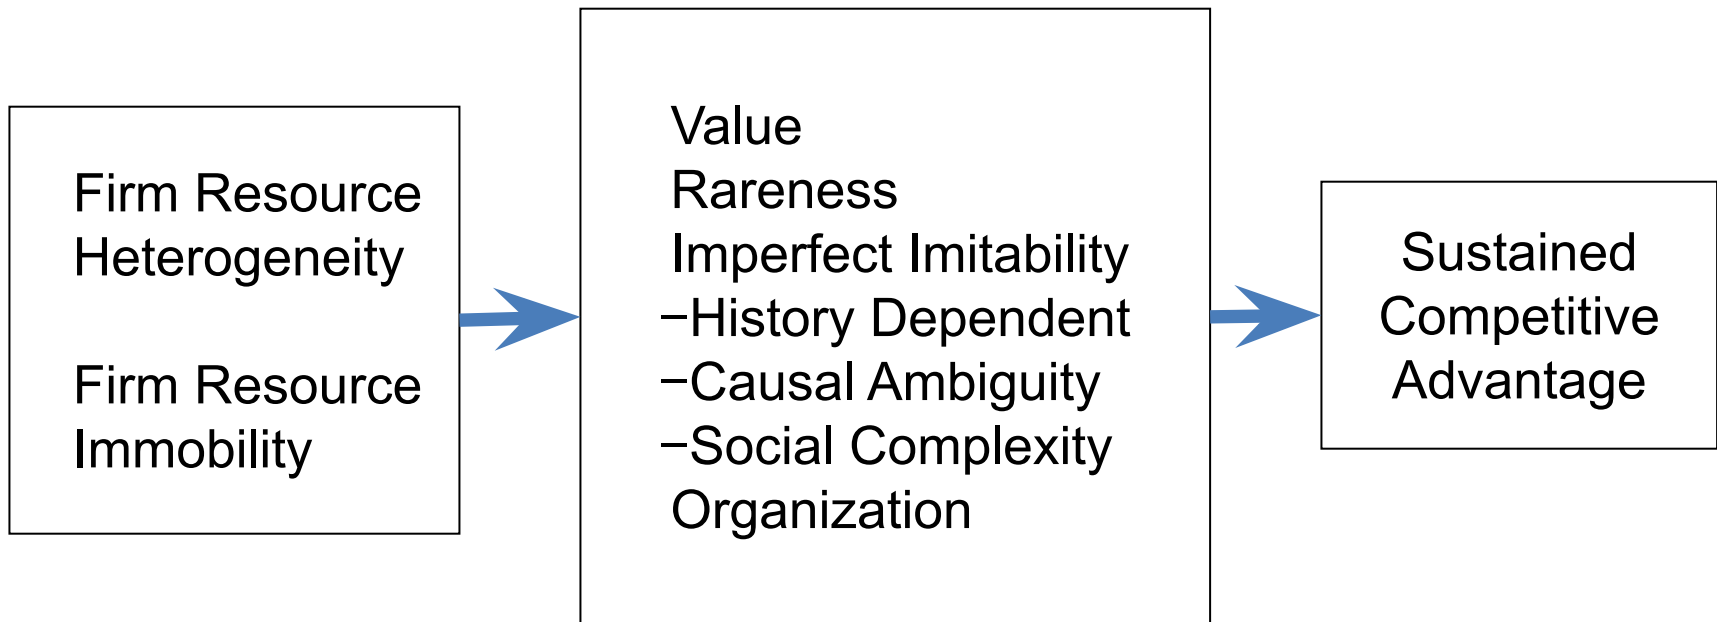 Firm Resource
Heterogeneity
Firm Resource
Immobility
Value
Rareness
Imperfect Imitability
–History Dependent
–Causal Ambiguity
–Social Complexity
Organization
Sustained
Competitive
Advantage